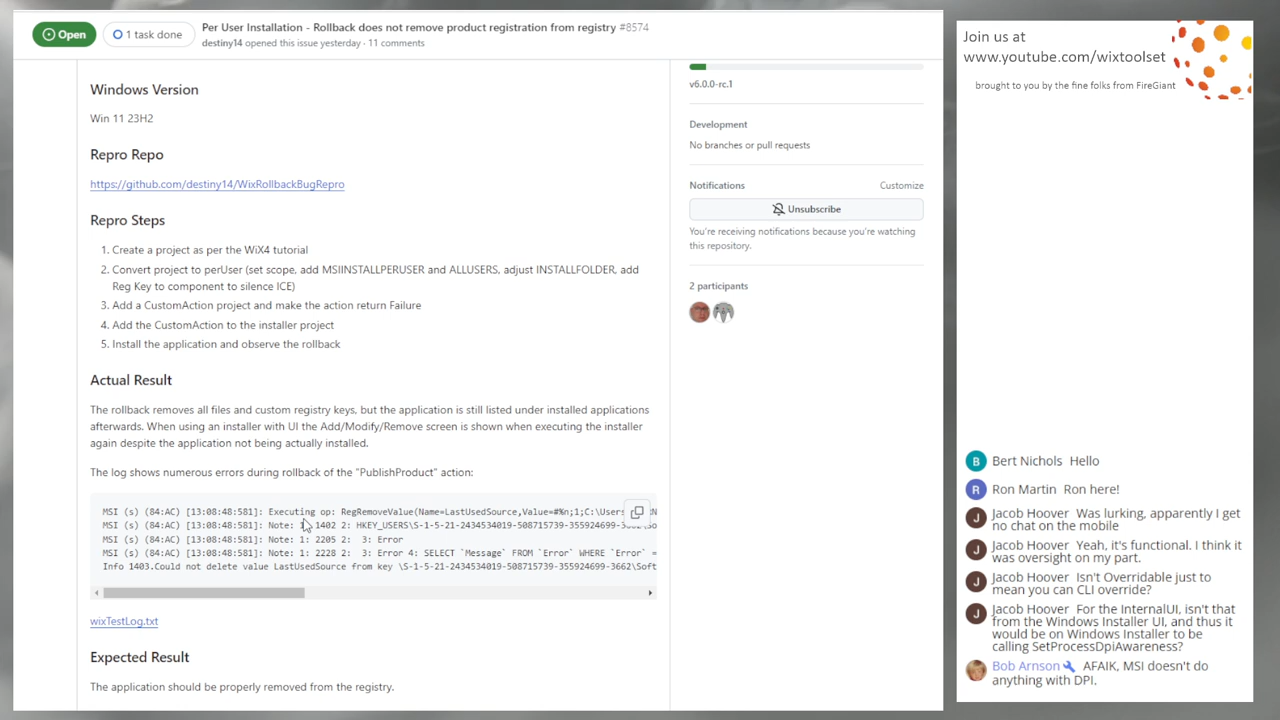 Open
1 task done
Per User Installation - Rollback does not remove product registration from registry #8574
destiny14 opened this issue yesterday · 11 comments
Windows Version
Win 11 23H2
Repro Repo
https://github.com/destiny14/WixRollbackBugRepro
Repro Steps
1. Create a project as per the WiX4 tutorial
2. Convert project to perUser (set scope, add MSIINSTALLPERUSER and ALLUSERS, adjust INSTALLFOLDER, add
Reg Key to component to silence ICE)
3. Add a CustomAction project and make the action return Failure
4. Add the CustomAction to the installer project
5. Install the application and observe the rollback
Actual Result
The rollback removes all files and custom registry keys, but the application is still listed under installed applications
afterwards. When using an installer with UI the Add/Modify/Remove screen is shown when executing the installer
again despite the application not being actually installed.
The log shows numerous errors during rollback of the "PublishProduct" action:
MSI (s) (84:AC) [13:08:48:581]: Executing op: RegRemoveValue(Name=LastUsedSource,Value=#%n;1;C:\Users
MSI (s) (84:AC) [13:08:48:581]: Note: 1: 1402 2: HKEY_USERS\S-1-5-21-2434534019-508715739-355924699-3662\So
MSI (s) (84:AC) [13:08:48:581]: Note: 1: 2205 2:  3: Error
MSI (s) (84:AC) [13:08:48:581]: Note: 1: 2228 2:  3: Error 4: SELECT `Message` FROM `Error` WHERE `Error` =
Info 1403.Could not delete value LastUsedSource from key \S-1-5-21-2434534019-508715739-355924699-3662\Soft
wixTestLog.txt
Expected Result
The application should be properly removed from the registry.
v6.0.0-rc.1
Development
No branches or pull requests
Notifications
Customize
Unsubscribe
You're receiving notifications because you're watching
this repository.
2 participants
Join us at
www.youtube.com/wixtoolset
brought to you by the fine folks from FireGiant
B Bert Nichols Hello
R Ron Martin Ron here!
J Jacob Hoover Was lurking, apparently I get
no chat on the mobile
J Jacob Hoover Yeah, it's functional. I think it
was oversight on my part.
J Jacob Hoover Isn't Overridable just to
mean you can CLI override?
J Jacob Hoover For the InternalUI, isn't that
from the Windows Installer UI, and thus it
would be on Windows Installer to be
calling SetProcessDpiAwareness?
Bob Arnson AFAIK, MSI doesn't do
anything with DPI.